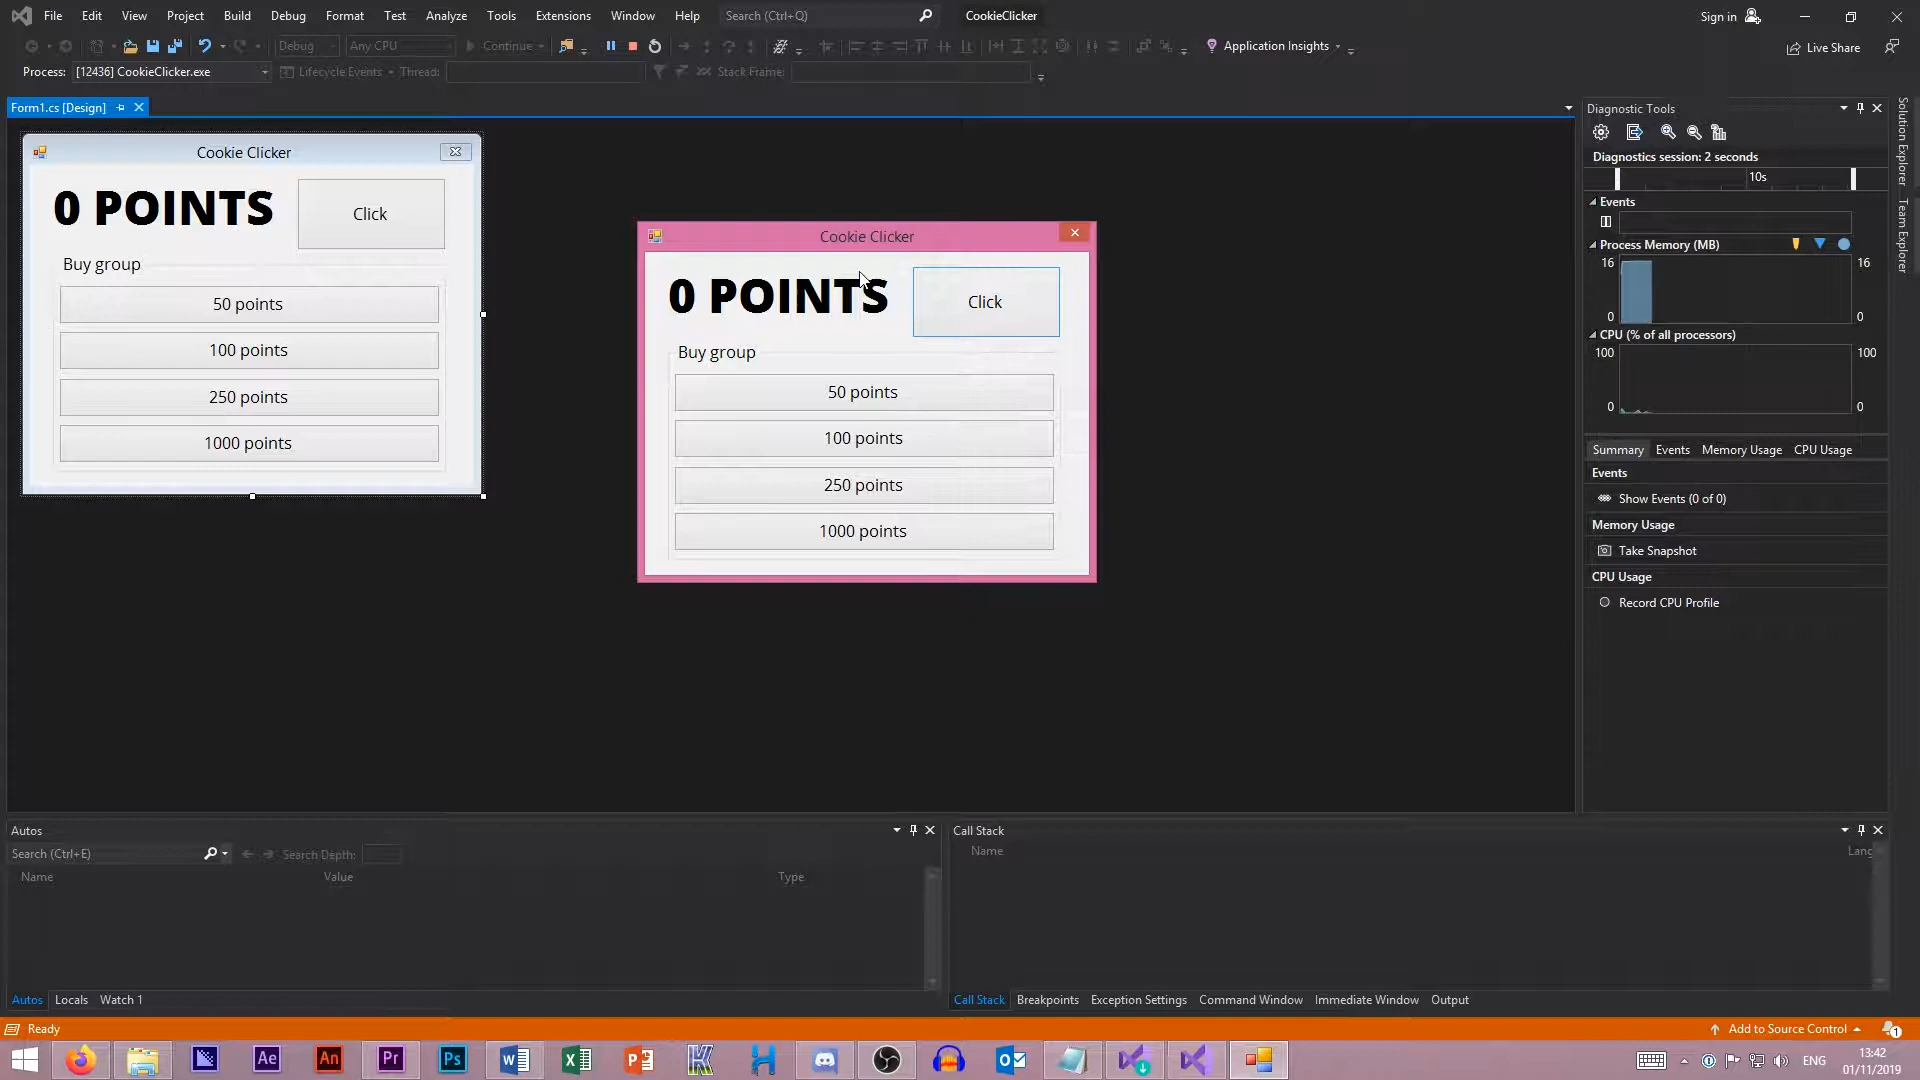 File Edit View Project Build Debug Format Test Analyze Tools Extensions Window Help Search (Ctrl+Q) CookieClicker Sign in
Debug Any CPU Continue Application Insights Live Share
Process: [12436] CookieClicker.exe Lifecycle Events Thread: Stack Frame:
Form1.cs [Design]
Cookie Clicker
0 POINTS Click
Buy group
50 points
100 points
250 points
1000 points
Cookie Clicker
0 POINTS Click
Buy group
50 points
100 points
250 points
1000 points
Diagnostic Tools
Diagnostics session: 2 seconds
10s
Events
Process Memory (MB)
16 16
0 0
CPU (% of all processors)
100 100
0 0
Summary Events Memory Usage CPU Usage
Events
Show Events (0 of 0)
Memory Usage
Take Snapshot
CPU Usage
Record CPU Profile
Solution Explorer
Team Explorer
Autos
Search (Ctrl+E) Search Depth:
Name Value Type
Autos Locals Watch 1
Call Stack
Name Lang
Call Stack Breakpoints Exception Settings Command Window Immediate Window Output
Ready Add to Source Control 1
Ae An Pr Ps
ENG 13:42
01/11/2019